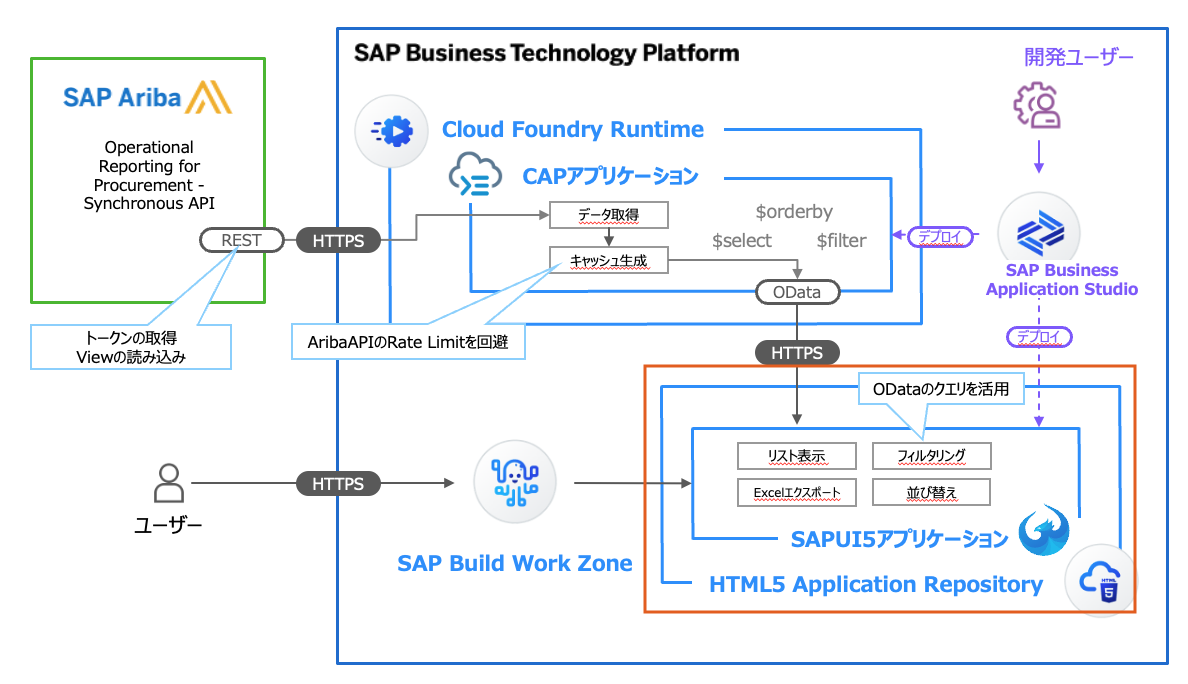 SAP Business Technology Platform
開発ユーザー
SAP Ariba
Operational
Reporting for
Procurement -
Synchronous API
REST
HTTPS
トークンの取得
Viewの読み込み
Cloud Foundry Runtime
CAPアプリケーション
データ取得
キャッシュ生成
$orderby
$select
$filter
OData
AribaAPIのRate Limitを回避
デプロイ
SAP Business
Application Studio
デプロイ
HTTPS
ODataのクエリを活用
リスト表示
フィルタリング
Excelエクスポート
並び替え
SAPUI5アプリケーション
HTML5 Application Repository
HTML
5
ユーザー
HTTPS
SAP Build Work Zone